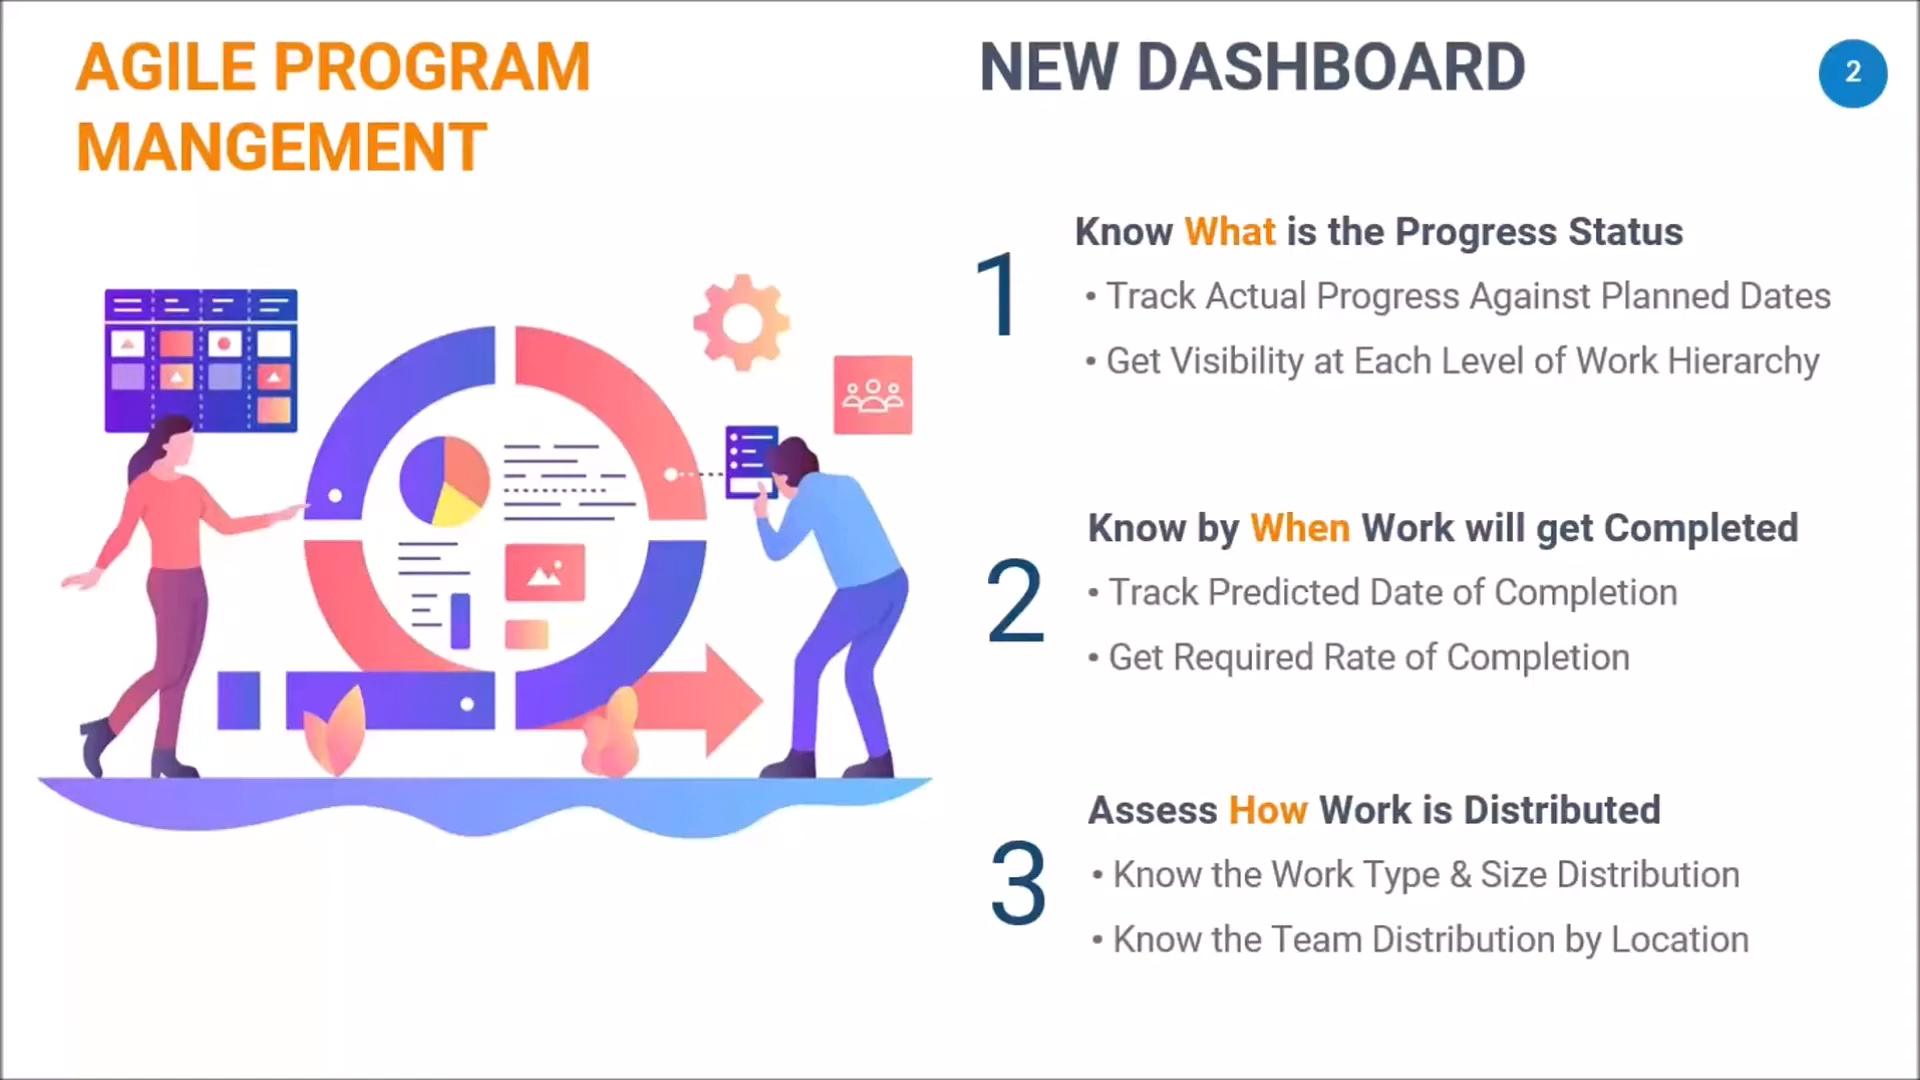 AGILE PROGRAM
MANGEMENT
NEW DASHBOARD
2
1
Know What is the Progress Status
• Track Actual Progress Against Planned Dates
• Get Visibility at Each Level of Work Hierarchy
2
Know by When Work will get Completed
• Track Predicted Date of Completion
• Get Required Rate of Completion
3
Assess How Work is Distributed
• Know the Work Type & Size Distribution
• Know the Team Distribution by Location